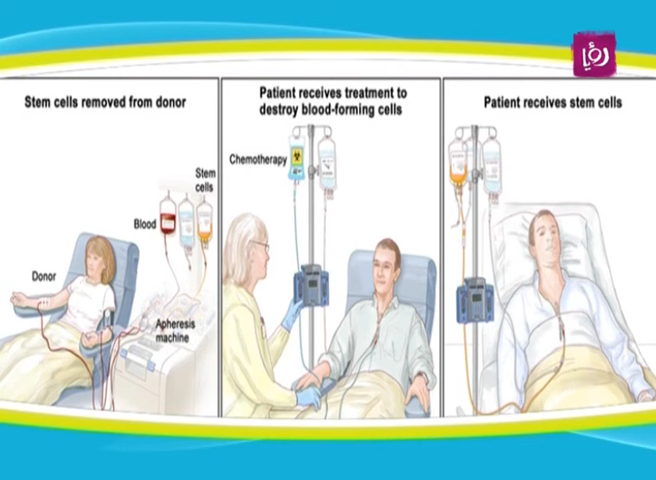 رؤيا
Stem cells removed from donor
Stem
cells
Blood
Donor
Apheresis
machine
Patient receives treatment to
destroy blood-forming cells
Chemotherapy
Patient receives stem cells